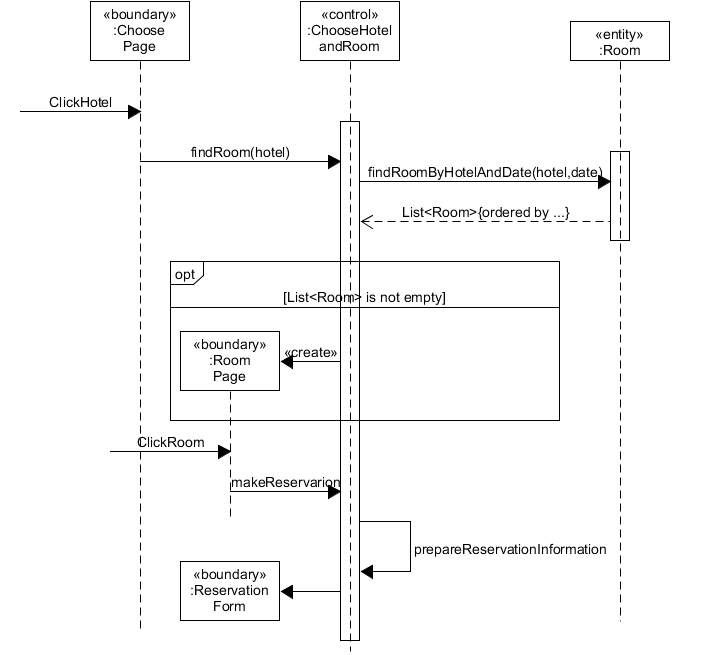 «boundary»
:Choose
Page
«control»
:ChooseHotel
andRoom
«entity»
:Room
ClickHotel
findRoom(hotel)
findRoomByHotelAndDate(hotel,date)
List<Room>{ordered by ...}
opt
[List<Room> is not empty]
«boundary»
:Room
Page
«create»
ClickRoom
makeReservarion
prepareReservationInformation
«boundary»
:Reservation
Form